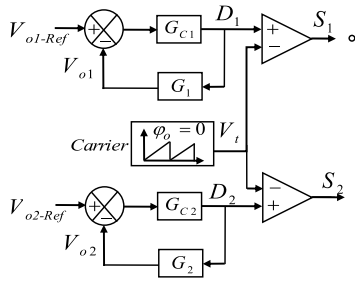 V_{o1-Ref} + − G_{C1} D_1 + − S_1
V_{o1} G_1
Carrier φ_o = 0 V_t
V_{o2-Ref} + − G_{C2} D_2 − + S_2
V_{o2} G_2